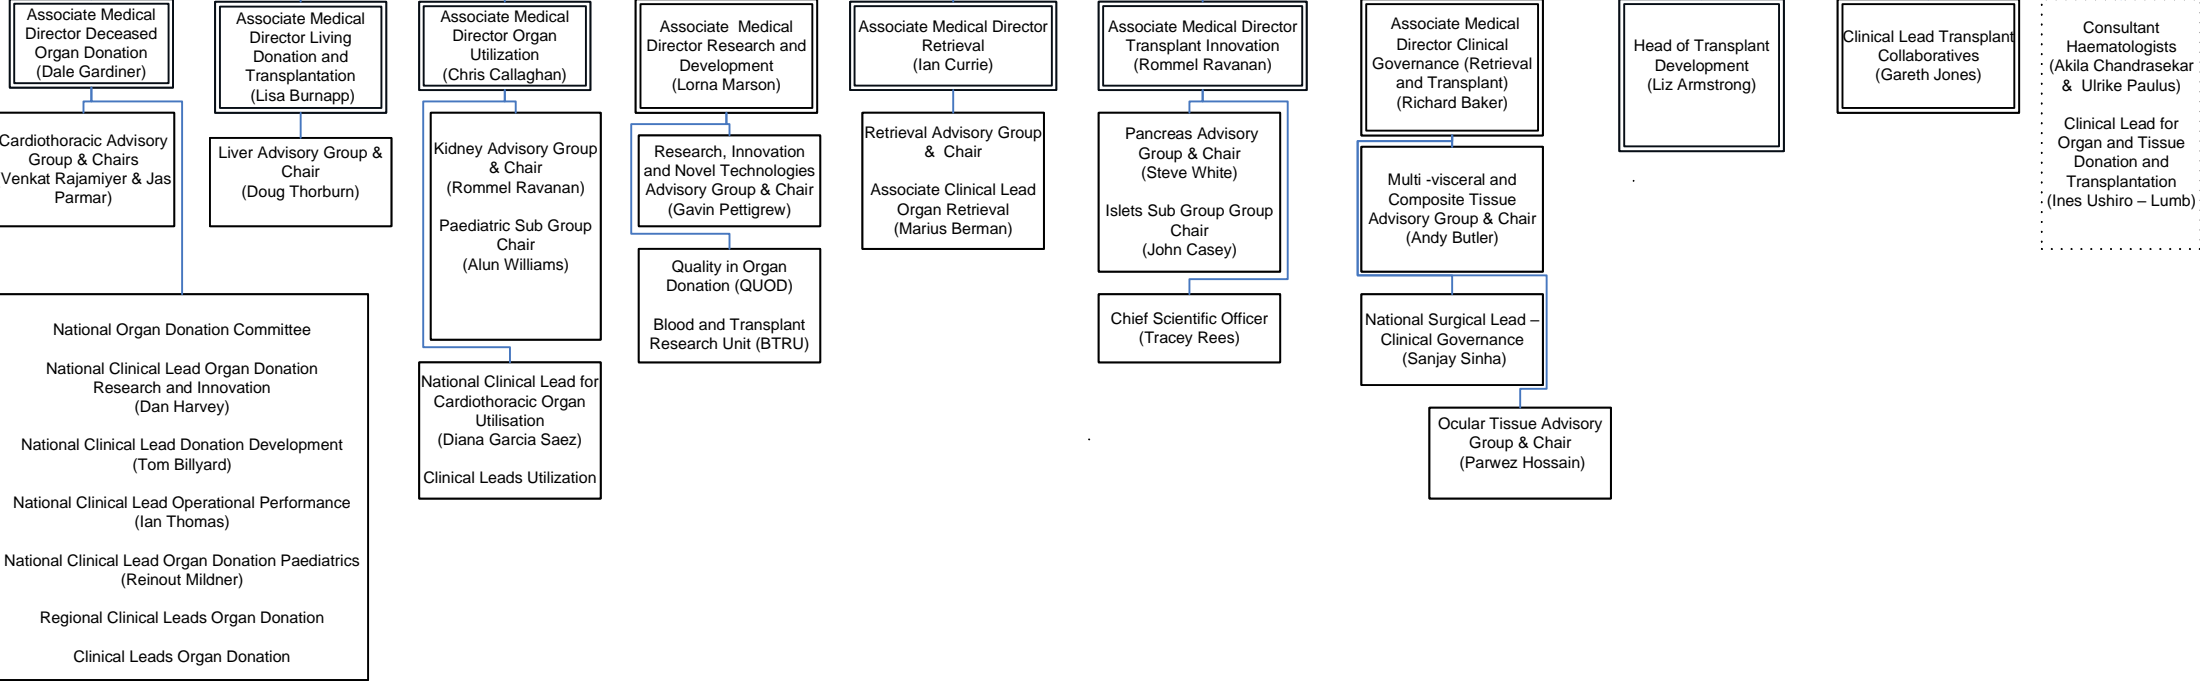 Associate Medical
Director Deceased
Organ Donation
(Dale Gardiner)
Cardiothoracic Advisory
Group & Chairs
Venkat Rajamiyer & Jas
Parmar)
National Organ Donation Committee
National Clinical Lead Organ Donation
Research and Innovation
(Dan Harvey)
National Clinical Lead Donation Development
(Tom Billyard)
National Clinical Lead Operational Performance
(Ian Thomas)
National Clinical Lead Organ Donation Paediatrics
(Reinout Mildner)
Regional Clinical Leads Organ Donation
Clinical Leads Organ Donation
Associate Medical
Director Living
Donation and
Transplantation
(Lisa Burnapp)
Liver Advisory Group &
Chair
(Doug Thorburn)
Associate Medical
Director Organ
Utilization
(Chris Callaghan)
Kidney Advisory Group
& Chair
(Rommel Ravanan)
Paediatric Sub Group
Chair
(Alun Williams)
National Clinical Lead for
Cardiothoracic Organ
Utilisation
(Diana Garcia Saez)
Clinical Leads Utilization
Associate  Medical
Director Research and
Development
(Lorna Marson)
Research, Innovation
and Novel Technologies
Advisory Group & Chair
(Gavin Pettigrew)
Quality in Organ
Donation (QUOD)
Blood and Transplant
Research Unit (BTRU)
Associate Medical Director
Retrieval
(Ian Currie)
Retrieval Advisory Group
&  Chair
Associate Clinical Lead
Organ Retrieval
(Marius Berman)
Associate Medical Director
Transplant Innovation
(Rommel Ravanan)
Pancreas Advisory
Group & Chair
(Steve White)
Islets Sub Group Group
Chair
(John Casey)
Chief Scientific Officer
(Tracey Rees)
Associate Medical
Director Clinical
Governance (Retrieval
and Transplant)
(Richard Baker)
Multi -visceral and
Composite Tissue
Advisory Group & Chair
(Andy Butler)
National Surgical Lead –
Clinical Governance
(Sanjay Sinha)
Ocular Tissue Advisory
Group & Chair
(Parwez Hossain)
Head of Transplant
Development
(Liz Armstrong)
Clinical Lead Transplant
Collaboratives
(Gareth Jones)
Consultant
Haematologists
(Akila Chandrasekar
&  Ulrike Paulus)
Clinical Lead for
Organ and Tissue
Donation and
Transplantation
(Ines Ushiro – Lumb)